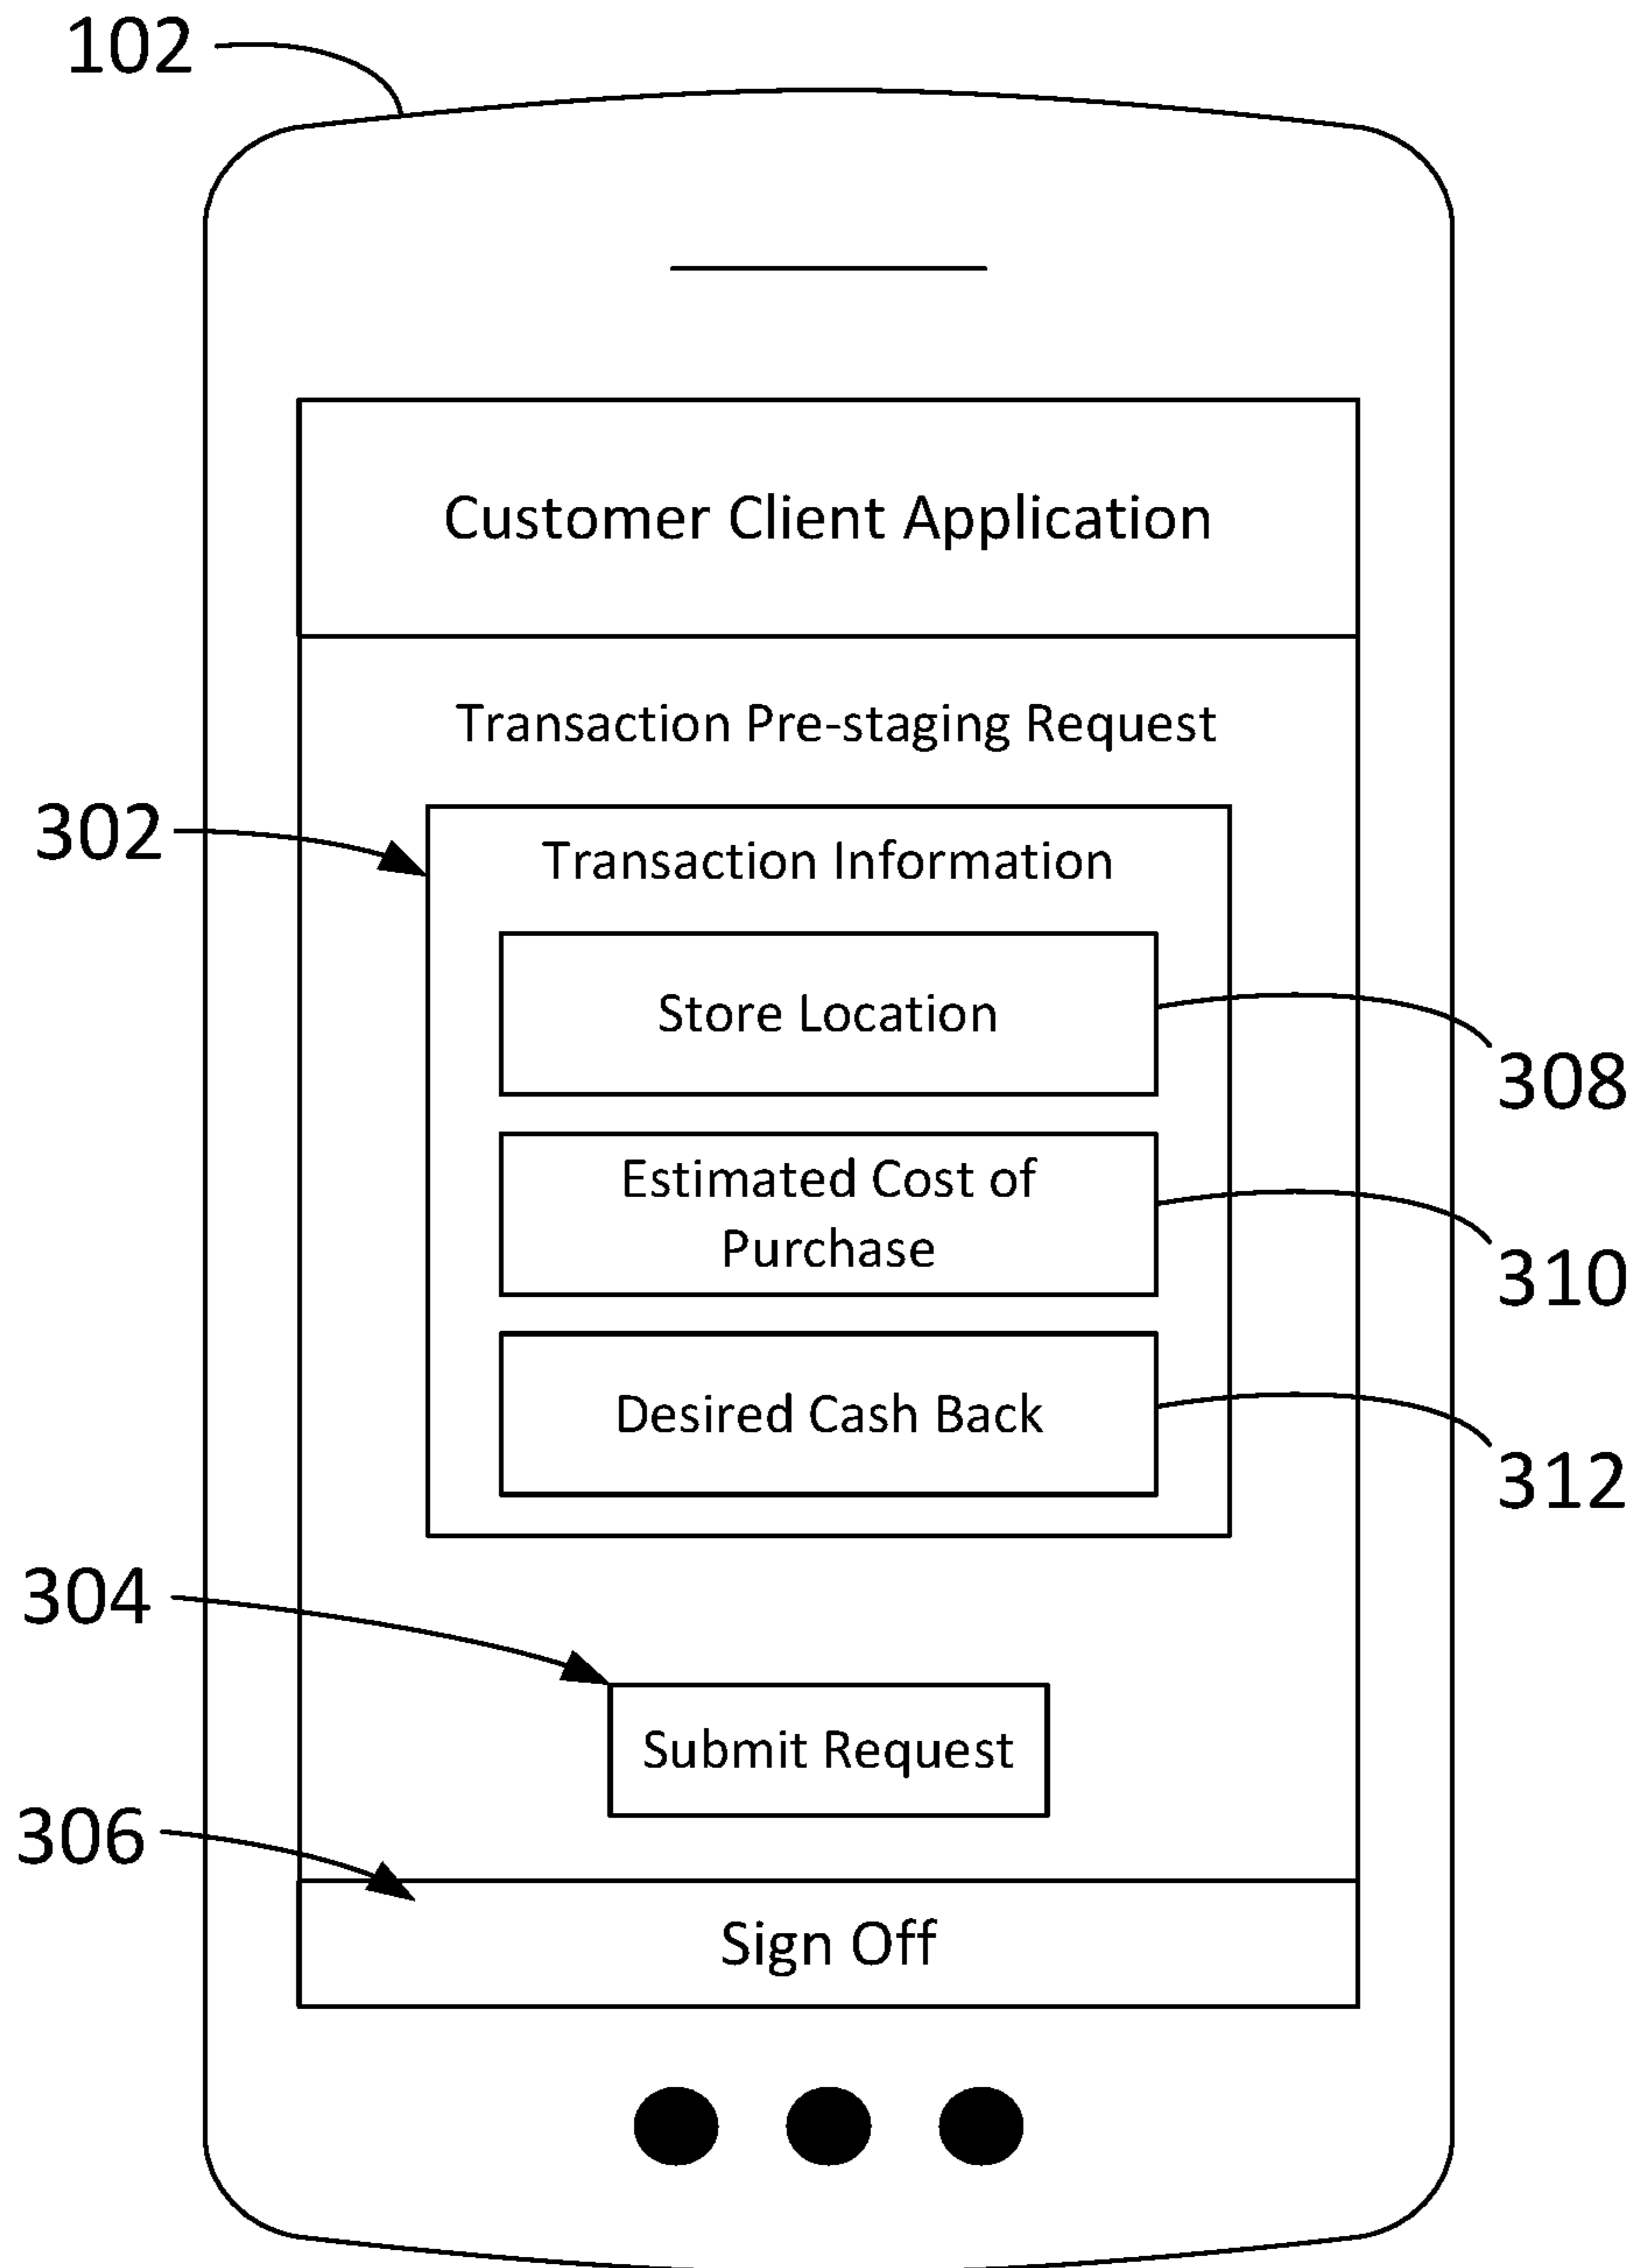 102
Customer Client Application
Transaction Pre-staging Request
302
Transaction Information
Store Location
308
Estimated Cost of
Purchase
310
Desired Cash Back
312
304
Submit Request
306
Sign Off